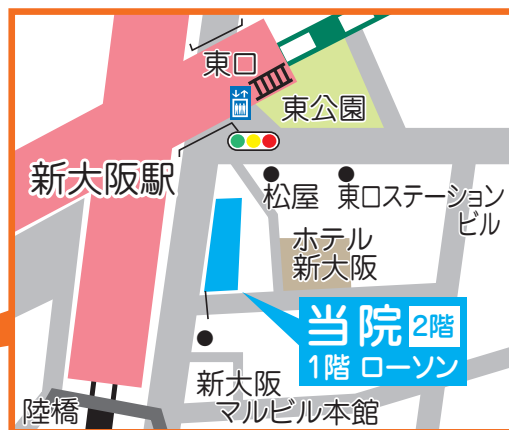 東口
東公園
新大阪駅
松屋
東口ステーション
ビル
ホテル
新大阪
当院 2階
1階 ローソン
新大阪
マルビル本館
陸橋